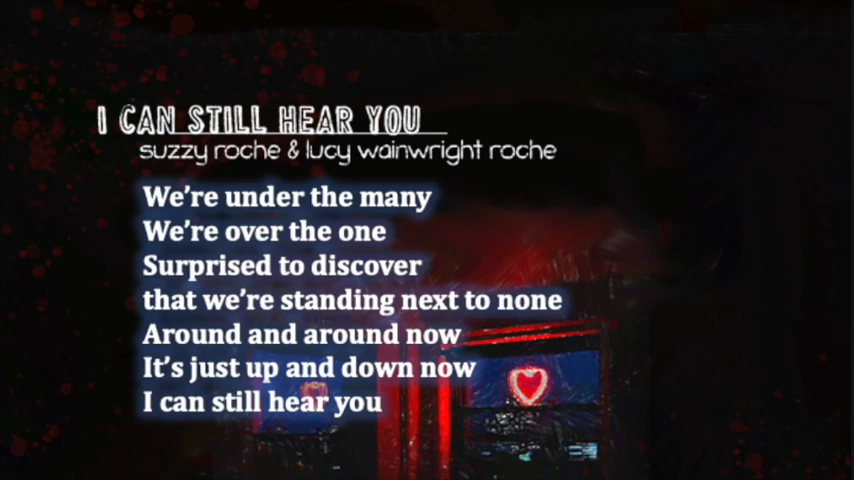 I CAN STILL HEAR YOU
suzzy roche & lucy wainwright roche
We’re under the many
We’re over the one
Surprised to discover
that we’re standing next to none
Around and around now
It’s just up and down now
I can still hear you